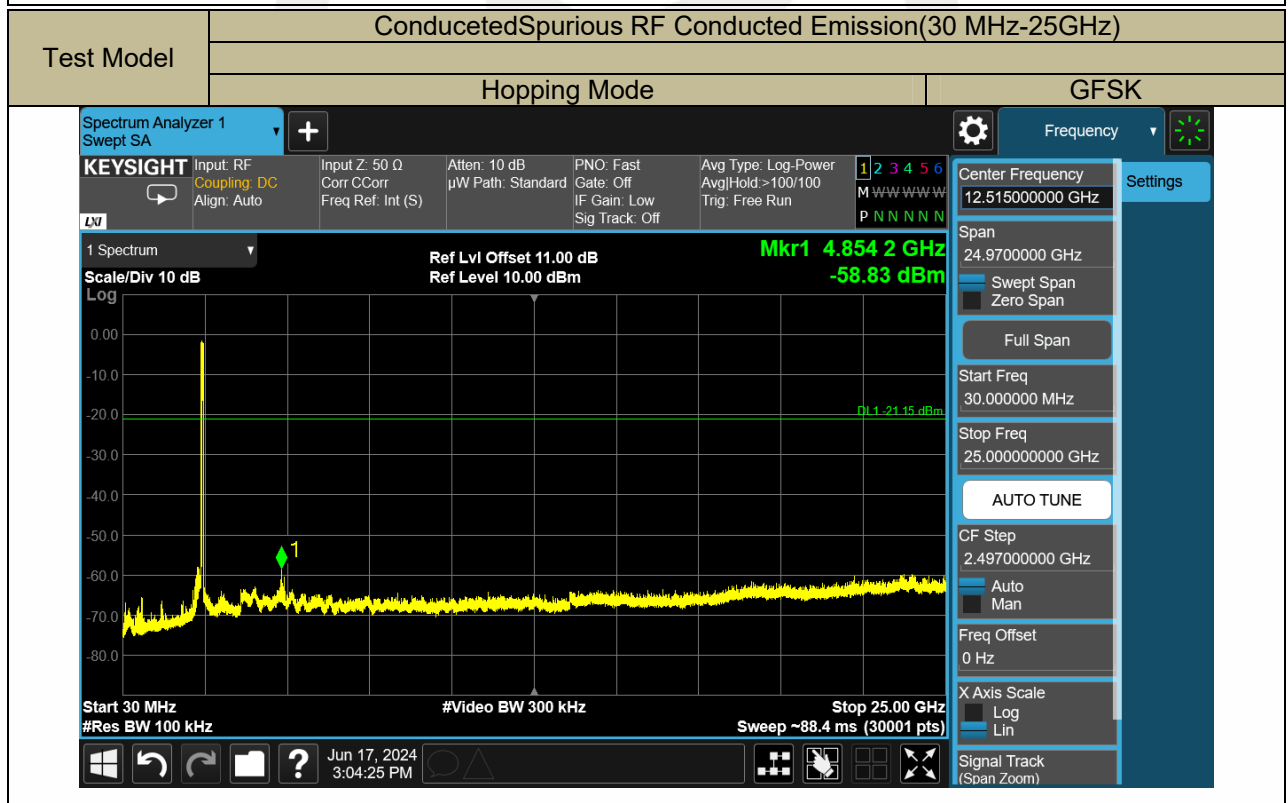 ConducetedSpurious RF Conducted Emission(30 MHz-25GHz)
Test Model
Hopping Mode
GFSK
Spectrum Analyzer 1
Swept SA
+
Frequency
KEYSIGHT
LXI
Input: RF
Coupling: DC
Align: Auto
Input Z: 50 Ω
Corr CCorr
Freq Ref: Int (S)
Atten: 10 dB
µW Path: Standard
PNO: Fast
Gate: Off
IF Gain: Low
Sig Track: Off
Avg Type: Log-Power
Avg|Hold:>100/100
Trig: Free Run
1 2 3 4 5 6
M W W W W W W
P N N N N N
1 Spectrum
Scale/Div 10 dB
Log
Ref Lvl Offset 11.00 dB
Ref Level 10.00 dBm
Mkr1 4.854 2 GHz
-58.83 dBm
0.00
-10.0
-20.0
-30.0
-40.0
-50.0
-60.0
-70.0
-80.0
DL1 -21.15 dBm
1
Start 30 MHz
#Res BW 100 kHz
#Video BW 300 kHz
Stop 25.00 GHz
Sweep ~88.4 ms (30001 pts)
Center Frequency
12.515000000 GHz
Settings
Span
24.9700000 GHz
Swept Span
Zero Span
Full Span
Start Freq
30.000000 MHz
Stop Freq
25.000000000 GHz
AUTO TUNE
CF Step
2.497000000 GHz
Auto
Man
Freq Offset
0 Hz
X Axis Scale
Log
Lin
Signal Track
(Span Zoom)
?
Jun 17, 2024
3:04:25 PM